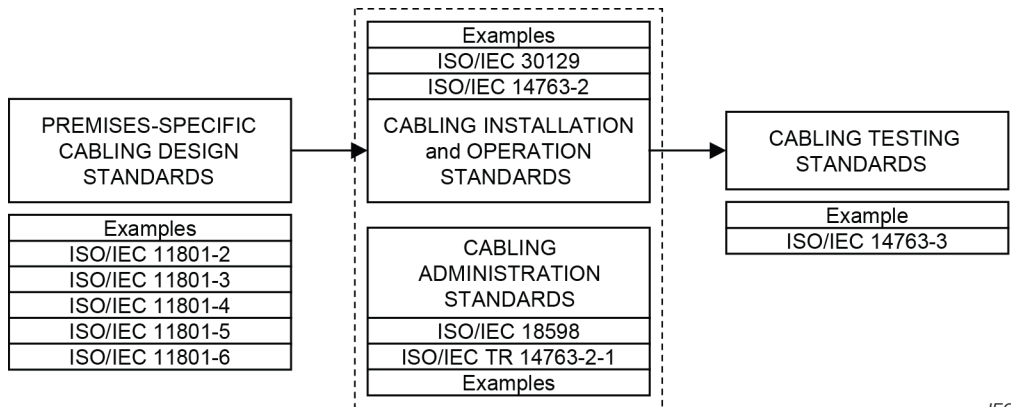 PREMISES-SPECIFIC
CABLING DESIGN
STANDARDS
Examples
ISO/IEC 11801-2
ISO/IEC 11801-3
ISO/IEC 11801-4
ISO/IEC 11801-5
ISO/IEC 11801-6
Examples
ISO/IEC 30129
ISO/IEC 14763-2
CABLING INSTALLATION
and OPERATION
STANDARDS
CABLING
ADMINISTRATION
STANDARDS
ISO/IEC 18598
ISO/IEC TR 14763-2-1
Examples
CABLING TESTING
STANDARDS
Example
ISO/IEC 14763-3